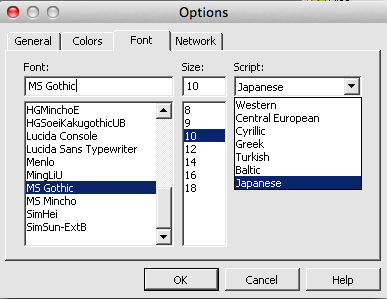 Options
General Colors Font Network
Font: Size: Script:
MS Gothic 10 Japanese
HGMinchoE
HGSoeiKakugothicUB
Lucida Console
Lucida Sans Typewriter
Menlo
MingLiU
MS Gothic
MS Mincho
SimHei
SimSun-ExtB
8
9
10
12
14
16
18
Western
Central European
Cyrillic
Greek
Turkish
Baltic
Japanese
OK Cancel Help